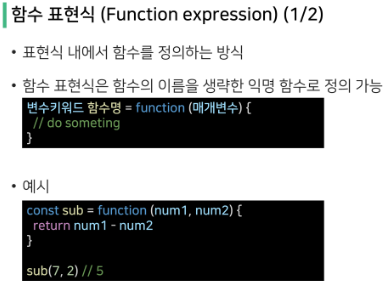 함수 표현식 (Function expression) (1/2)
• 표현식 내에서 함수를 정의하는 방식
• 함수 표현식은 함수의 이름을 생략한 익명 함수로 정의 가능
변수키워드 함수명 = function (매개변수) {
// do someting
}
• 예시
const sub = function (num1, num2) {
return num1 - num2
}
sub(7, 2) // 5